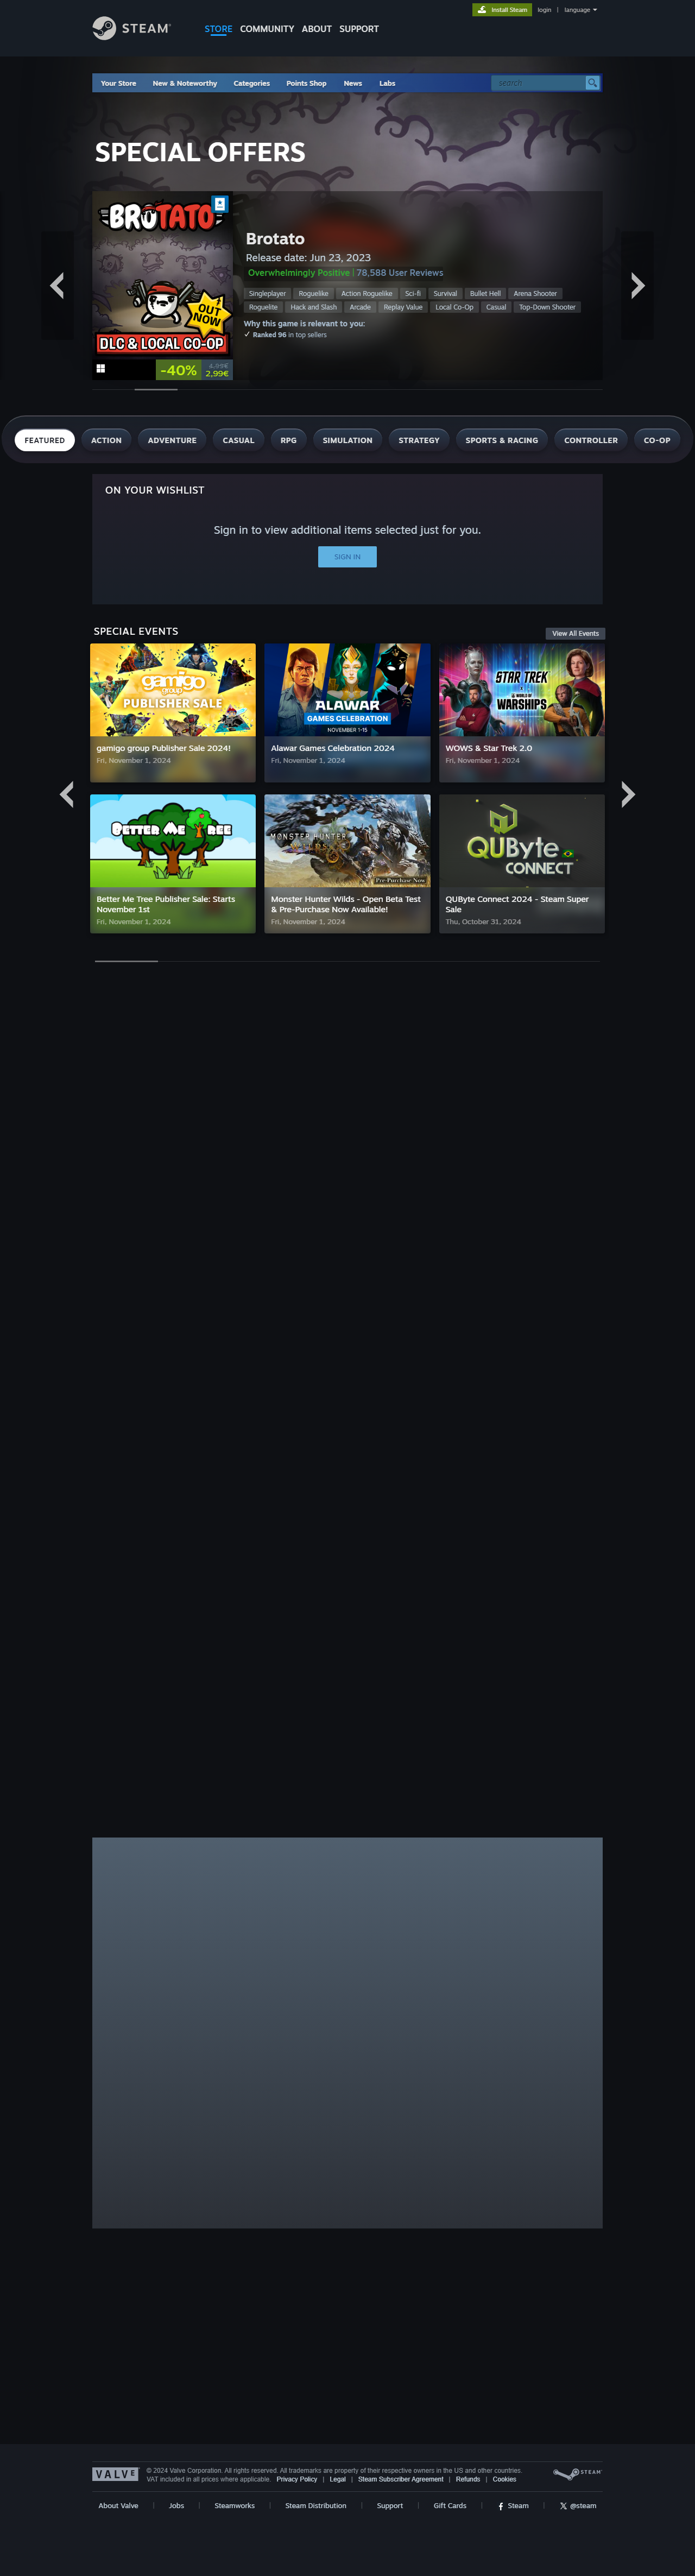 Install Steam
login | language
STEAM®
STORE COMMUNITY ABOUT SUPPORT
Your Store New & Noteworthy Categories Points Shop News Labs
search
SPECIAL OFFERS
BROTATO
OUT NOW
DLC & LOCAL CO-OP
-40%
4,99€
2,99€
Brotato
Release date: Jun 23, 2023
Overwhelmingly Positive | 78,588 User Reviews
Singleplayer Roguelike Action Roguelike Sci-fi Survival Bullet Hell Arena Shooter
Roguelite Hack and Slash Arcade Replay Value Local Co-Op Casual Top-Down Shooter
Why this game is relevant to you:
✓ Ranked 96 in top sellers
FEATURED ACTION ADVENTURE CASUAL RPG SIMULATION STRATEGY SPORTS & RACING CONTROLLER CO-OP
ON YOUR WISHLIST
Sign in to view additional items selected just for you.
SIGN IN
SPECIAL EVENTS
View All Events
gamigo
group
PUBLISHER SALE
gamigo group Publisher Sale 2024!
Fri, November 1, 2024
ALAWAR
GAMES CELEBRATION
NOVEMBER 1-15
Alawar Games Celebration 2024
Fri, November 1, 2024
STAR TREK
WORLD OF
WARSHIPS
WOWS & Star Trek 2.0
Fri, November 1, 2024
BETTER ME TREE
Better Me Tree Publisher Sale: Starts
November 1st
Fri, November 1, 2024
MONSTER HUNTER
WILDS
Pre-Purchase Now
Monster Hunter Wilds - Open Beta Test
& Pre-Purchase Now Available!
Fri, November 1, 2024
QUByte
CONNECT
QUByte Connect 2024 - Steam Super
Sale
Thu, October 31, 2024
VALVE
© 2024 Valve Corporation. All rights reserved. All trademarks are property of their respective owners in the US and other countries.
VAT included in all prices where applicable. Privacy Policy | Legal | Steam Subscriber Agreement | Refunds | Cookies
STEAM
About Valve | Jobs | Steamworks | Steam Distribution | Support | Gift Cards | Steam | @steam